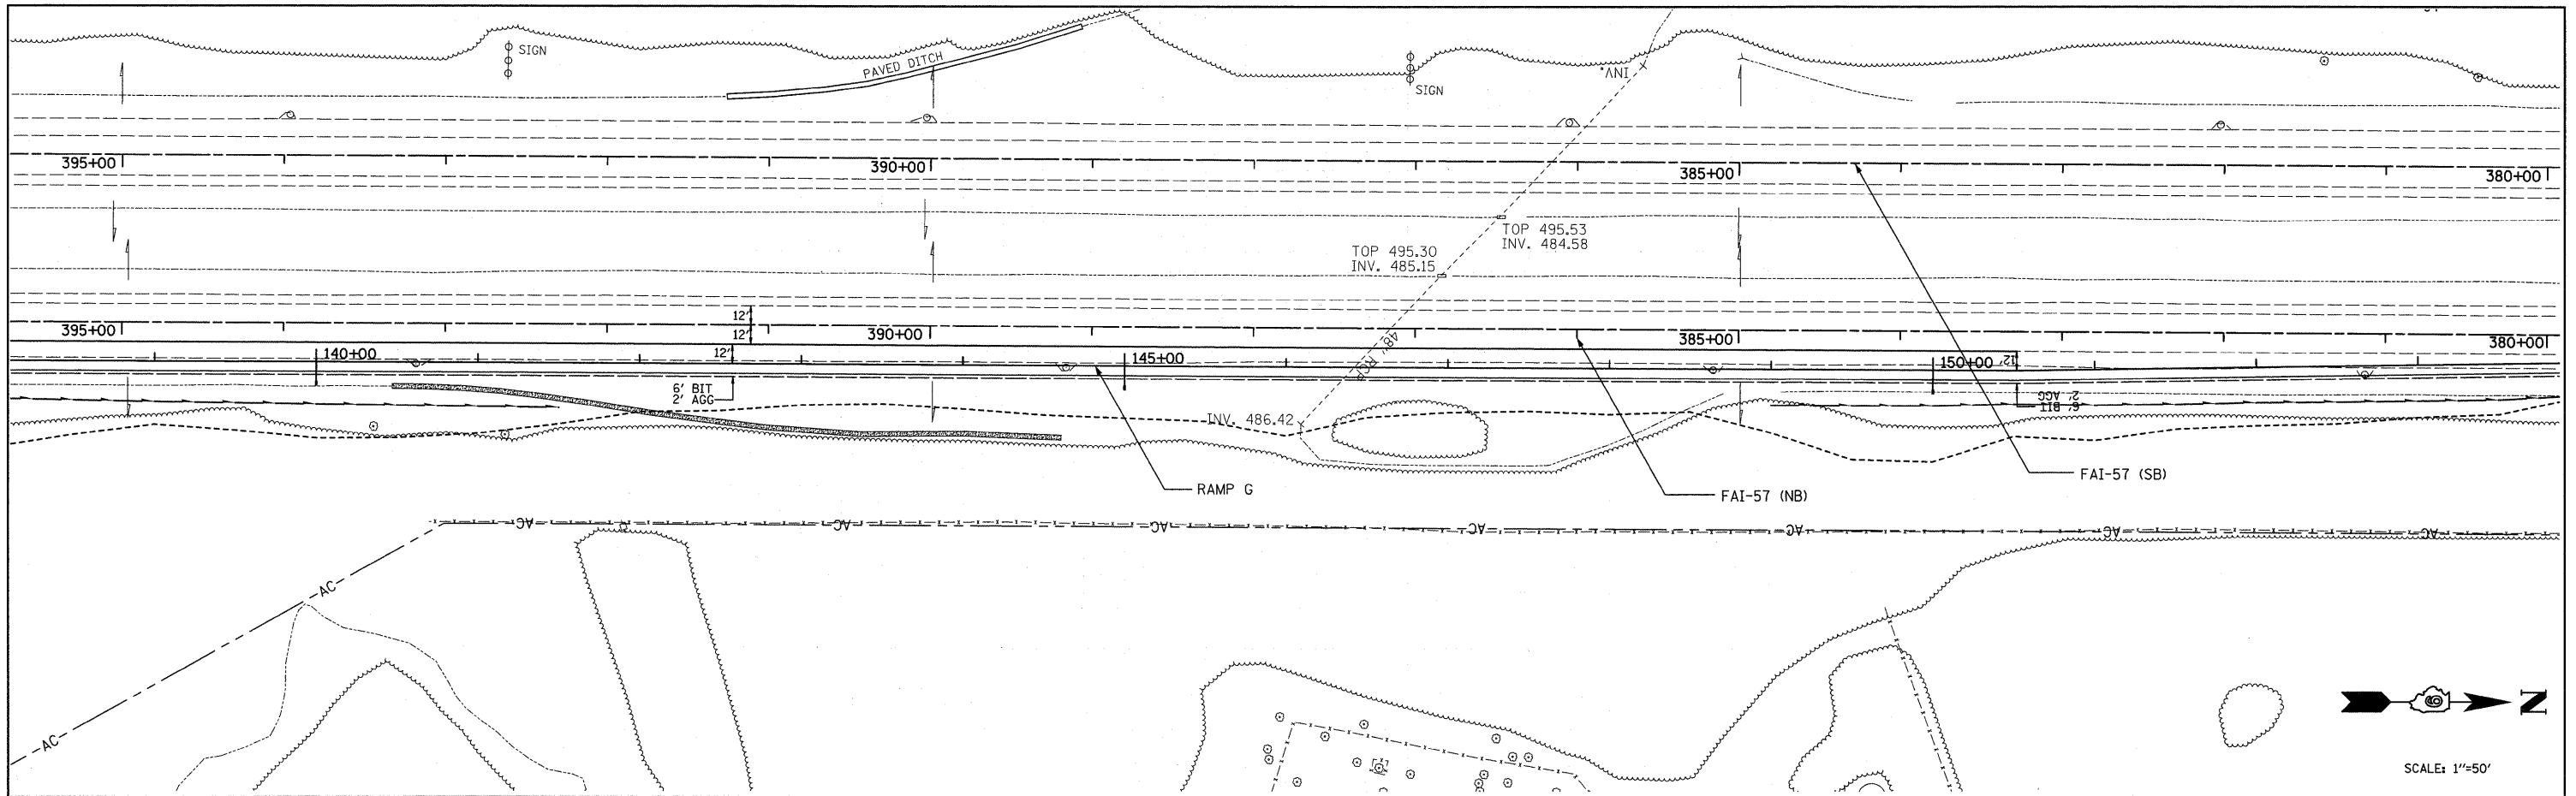 SIGN
PAVED DITCH
SIGN
INV.
395+00
390+00
385+00
380+00
TOP 495.53
INV. 484.58
TOP 495.30
INV. 485.15
12'
12'
395+00
390+00
385+00
380+00
48" RCP
12'
140+00
145+00
150+00
12'
6' BIT
2' AGG
6' BIT
2' AGG
INV. 486.42
RAMP G
FAI-57 (NB)
FAI-57 (SB)
AC
AC
AC
AC
AC
AC
AC
AC
AC
N
SCALE: 1"=50'